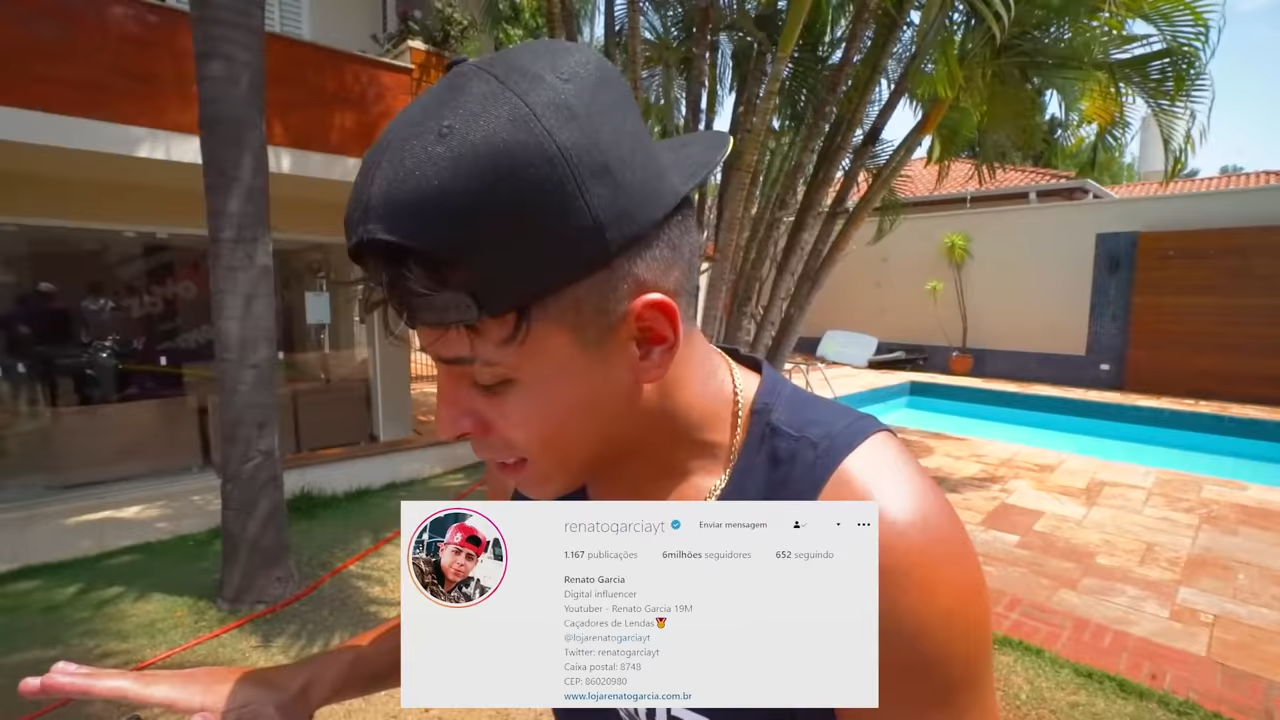 renatogarciayt Enviar mensagem
1.167 publicações 6milhões seguidores 652 seguindo
Renato Garcia
Digital influencer
Youtuber - Renato Garcia 19M
Caçadores de Lendas🏅
@lojarenatogarciayt
Twitter: renatogarciayt
Caixa postal: 8748
CEP: 86020980
www.lojarenatogarcia.com.br